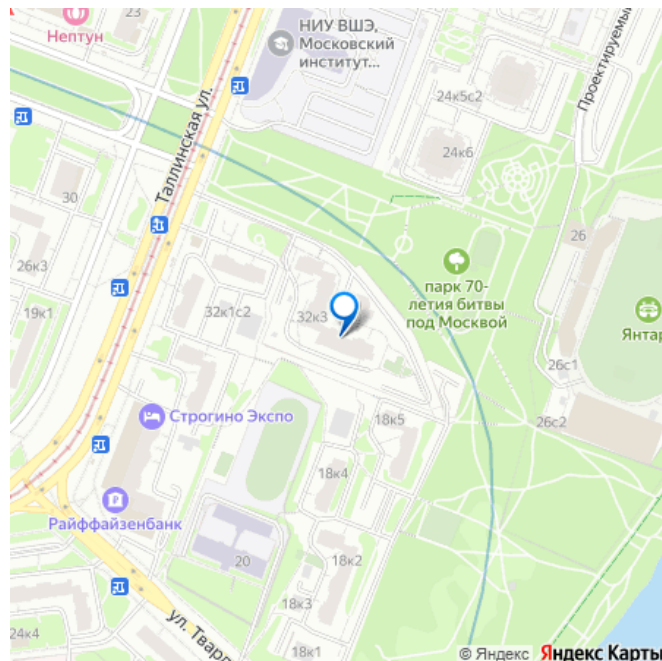 23
Нептун
НИУ ВШЭ,
Московский
институт...
Таллинская ул.
24к5с2
Проектируемый
24к6
30
26
26к3
парк 70-
летия битвы
под Москвой
32к1с2
32к3
19к1
Янтар
26с1
Строгино Экспо
18к5
26с2
18к4
Райффайзенбанк
20
18к2
18к3
ул. Твард
24к4
18к1
© Яндекс Яндекс Карты